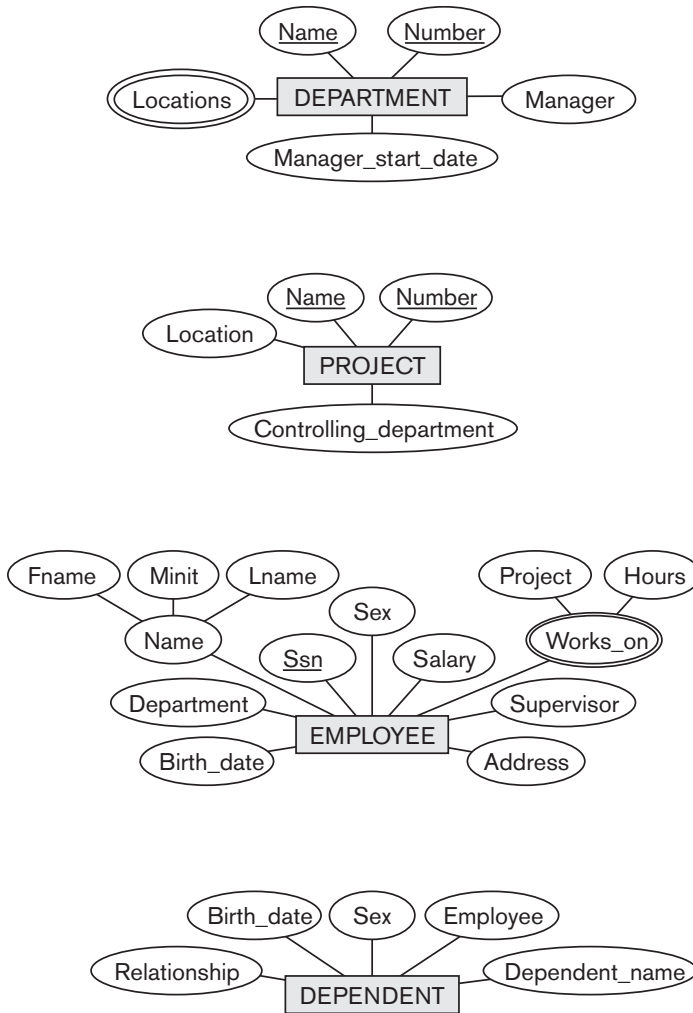 Name Number
Locations DEPARTMENT Manager
Manager_start_date
Name Number
Location
PROJECT
Controlling_department
Fname Minit Lname Project Hours
Sex
Name Works_on
Ssn Salary
Department Supervisor
EMPLOYEE
Birth_date Address
Birth_date Sex Employee
Relationship Dependent_name
DEPENDENT